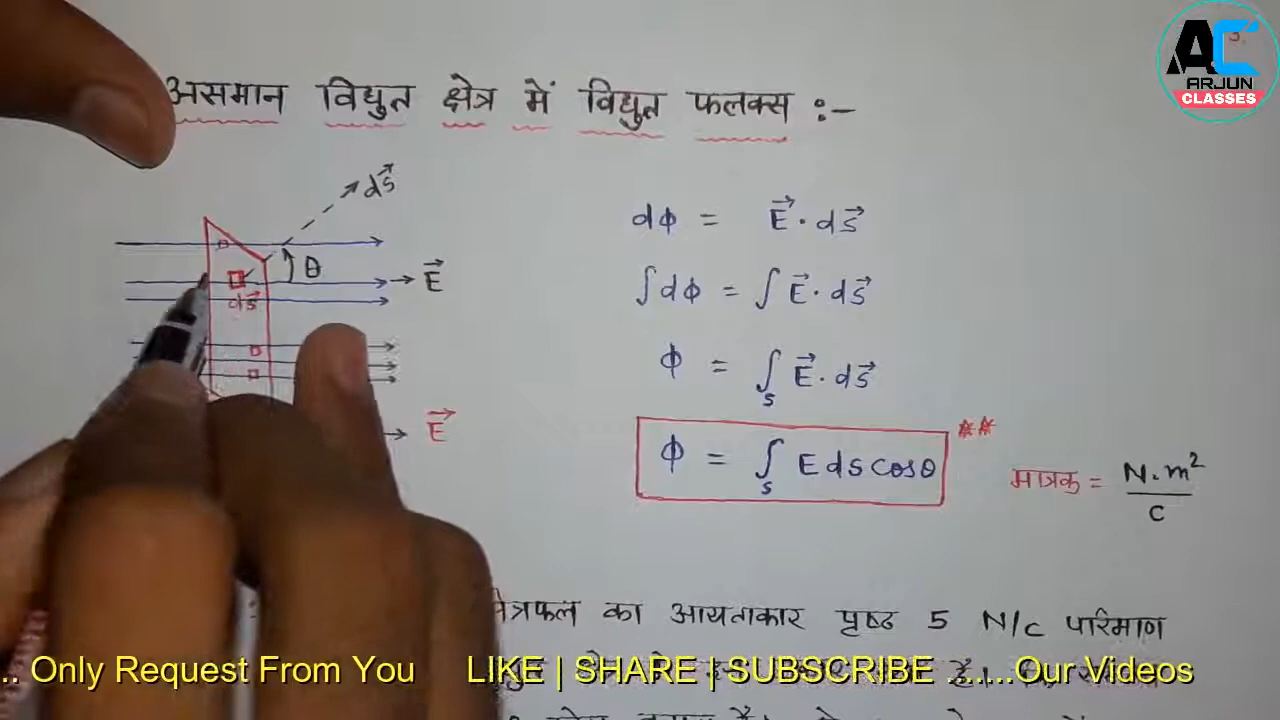 AC
ARJUN
CLASSES
असमान विद्युत क्षेत्र में विद्युत फलक्स :-
dS⃗
θ
E⃗
dS⃗
E⃗
dϕ = E⃗ · dS⃗
∫dϕ = ∫ E⃗ · dS⃗
ϕ = ∫s E⃗ · dS⃗
ϕ = ∫s E ds cosθ **
मात्रक = N·m²/C
का आयताकार पृष्ठ 5 N/C परिमाण
.. Only Request From You LIKE | SHARE | SUBSCRIBE .......Our Videos